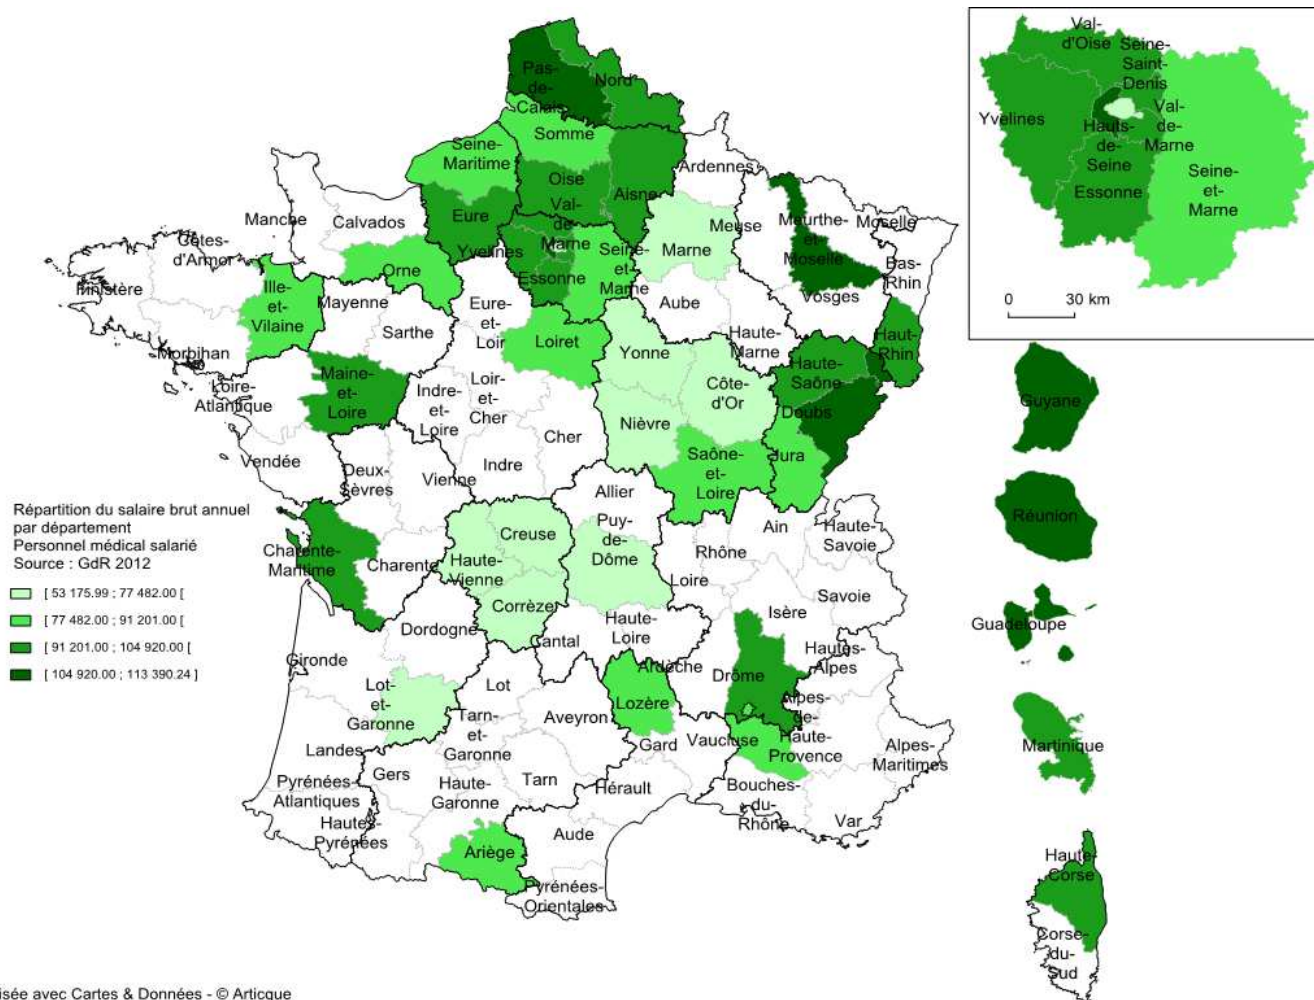 Pas-
de-
Calais
Nord
Somme
Seine-
Maritime
Ardennes
Oise
Aisne
Val-
de-
Marne
Eure
Manche
Calvados
Meuse
Marne
Meurthe-
et-
Moselle
Moselle
Bas-
Rhin
Côtes-
d'Armor
Orne
Yvelines
Essonne
Seine-
et-
Marne
Finistère
Ille-
et-
Vilaine
Mayenne
Eure-
et-
Loir
Aube
Vosges
Sarthe
Haute-
Marne
Haut-
Rhin
Loiret
Yonne
Morbihan
Haute-
Saône
Maine-
et-
Loire
Loir-
et-
Cher
Côte-
d'Or
Loire-
Atlantique
Indre-
et-
Loire
Doubs
Nièvre
Cher
Vendée
Deux-
Sèvres
Vienne
Indre
Saône-
et-
Loire
Jura
Allier
Puy-
de-
Dôme
Creuse
Ain
Haute-
Savoie
Rhône
Charente-
Maritime
Charente
Haute-
Vienne
Loire
Corrèze
Savoie
Isère
Haute-
Loire
Dordogne
Cantal
Hautes-
Alpes
Gironde
Ardèche
Drôme
Lot-
et-
Garonne
Lot
Lozère
Alpes-
de-
Haute-
Provence
Aveyron
Tarn-
et-
Garonne
Landes
Gard
Vaucluse
Alpes-
Maritimes
Gers
Tarn
Pyrénées-
Atlantiques
Haute-
Garonne
Hérault
Bouches-
du-
Rhône
Var
Hautes-
Pyrénées
Aude
Ariège
Pyrénées-
Orientales
Val-
d'Oise
Seine-
Saint-
Denis
Yvelines
Hauts-
de-
Seine
Val-
de-
Marne
Essonne
Seine-
et-
Marne
0 30 km
Guyane
Réunion
Guadeloupe
Martinique
Haute-
Corse
Corse-
du-
Sud
Répartition du salaire brut annuel
par département
Personnel médical salarié
Source : GdR 2012
[ 53 175.99 ; 77 482.00 [
[ 77 482.00 ; 91 201.00 [
[ 91 201.00 ; 104 920.00 [
[ 104 920.00 ; 113 390.24 ]
isée avec Cartes & Données - © Articque